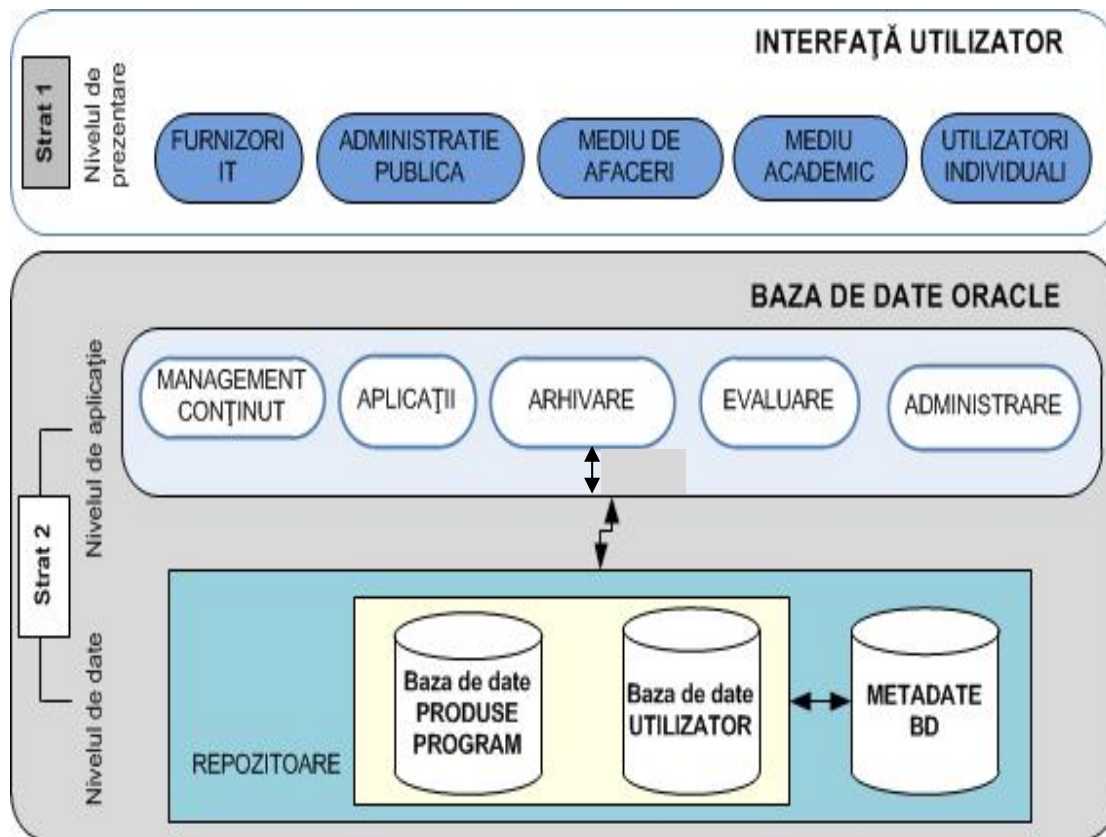 INTERFAŢĂ UTILIZATOR
Strat 1
Nivelul de
prezentare
FURNIZORI
IT
ADMINISTRATIE
PUBLICA
MEDIU DE
AFACERI
MEDIU
ACADEMIC
UTILIZATORI
INDIVIDUALI
BAZA DE DATE ORACLE
Strat 2
Nivelul de aplicaţie
MANAGEMENT
CONŢINUT
APLICAŢII
ARHIVARE
EVALUARE
ADMINISTRARE
Nivelul de date
REPOZITOARE
Baza de date
PRODUSE
PROGRAM
Baza de date
UTILIZATOR
METADATE
BD